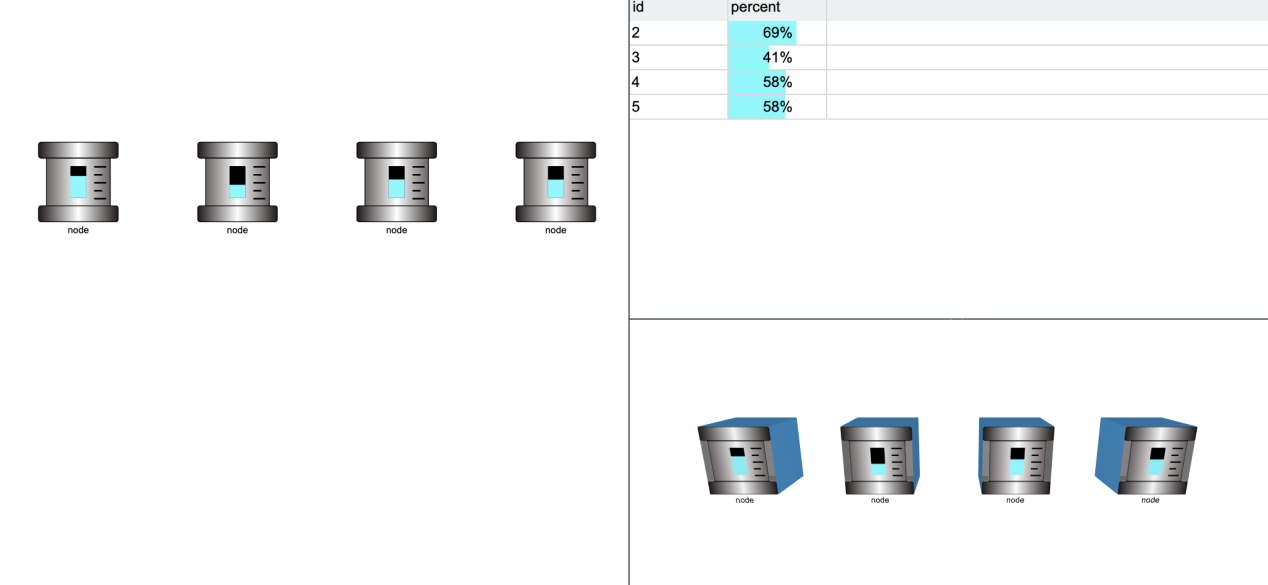 id percent
2 69%
3 41%
4 58%
5 58%
node node node node
node node node node